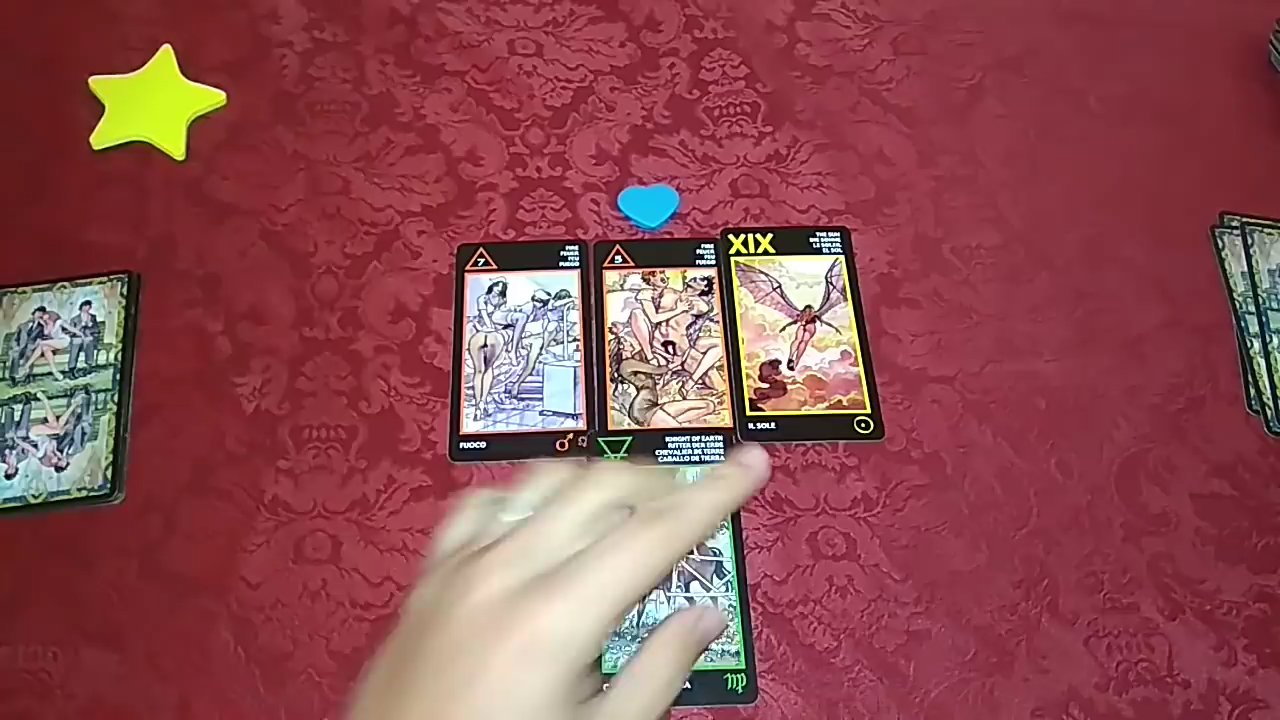 7
FIRE
FEUER
FEU
FUEGO
FUOCO
5
FIRE
FEUER
FEU
FUEGO
XIX
THE SUN
DIE SONNE
LE SOLEIL
EL SOL
IL SOLE
KNIGHT OF EARTH
RITTER DER ERDE
CHEVALIER DE TERRE
CABALLO DE TIERRA